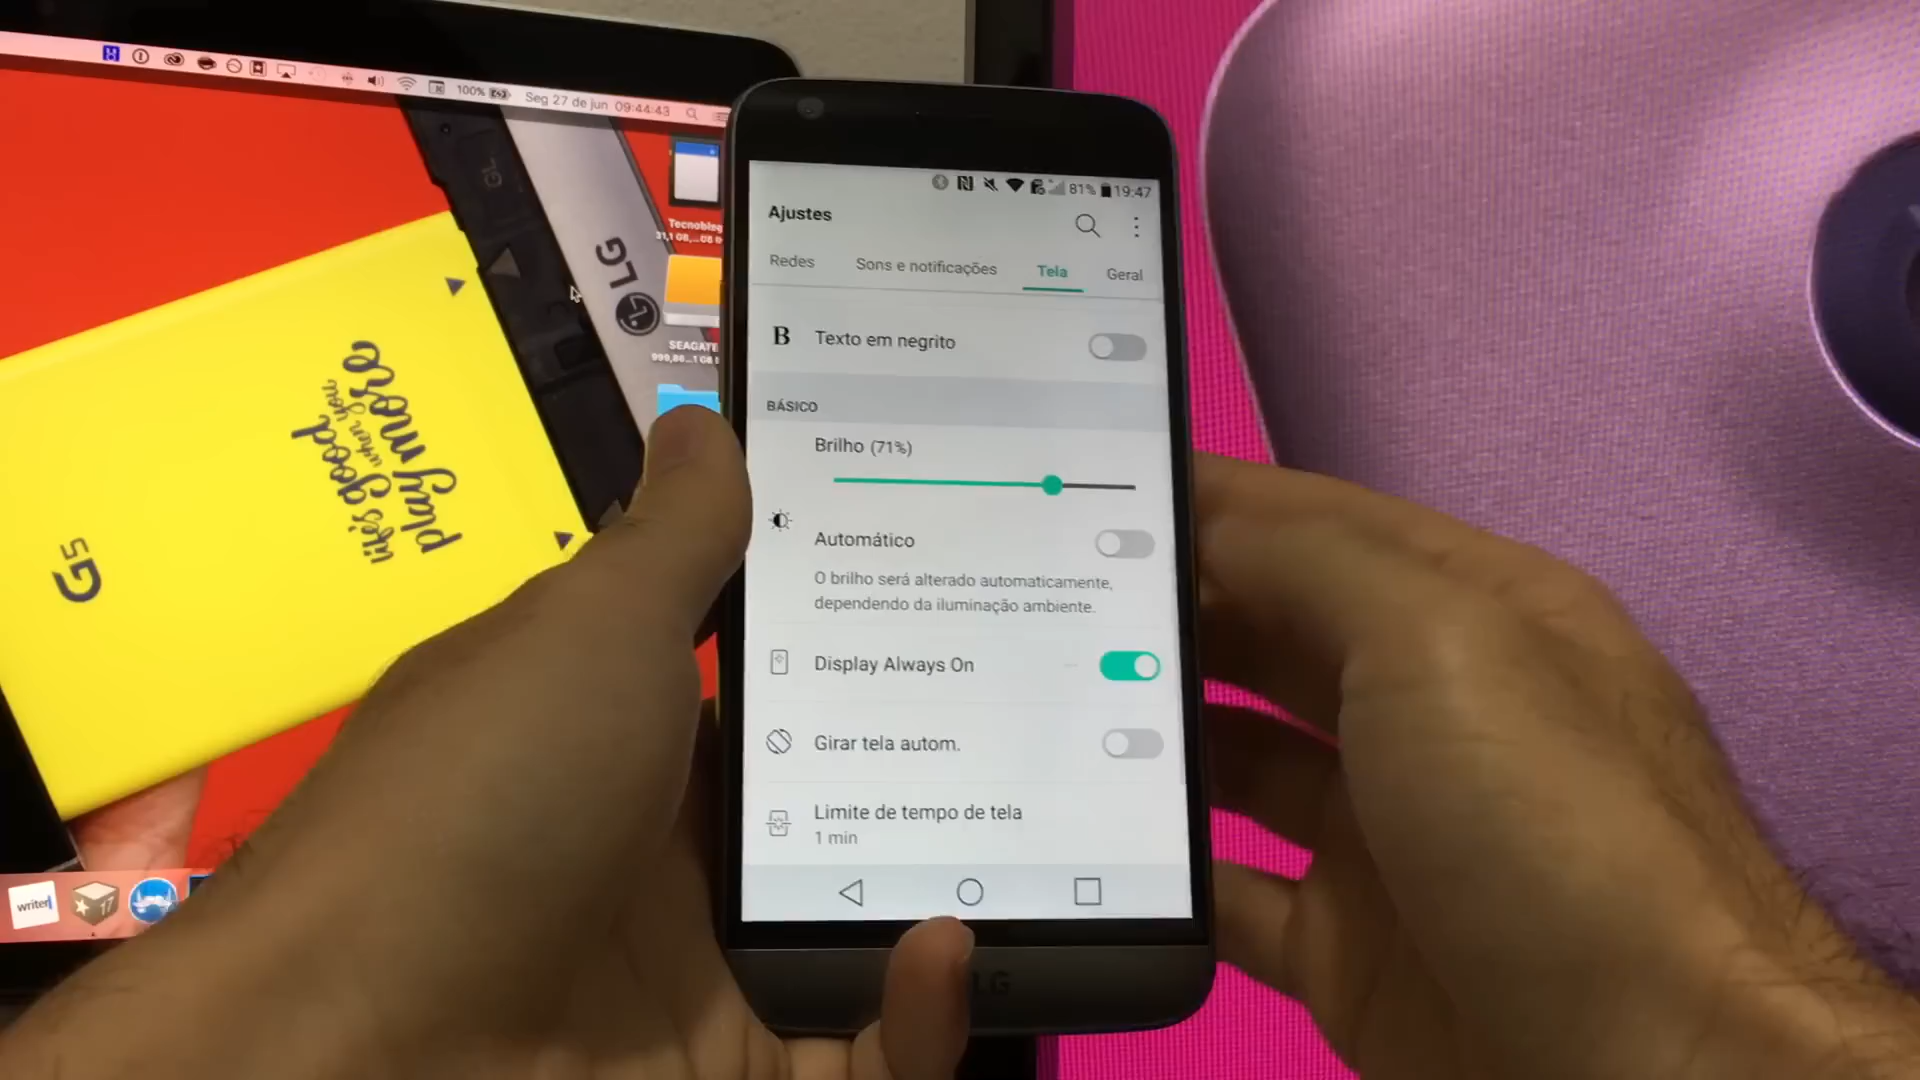 100%
Seg 27 de jun 09:44:43
Tecnoblog
SEAGATE
LG
life's good
when you
play more
G5
writer
17
81% 19:47
Ajustes
Redes Sons e notificações Tela Geral
B Texto em negrito
BÁSICO
Brilho (71%)
Automático
O brilho será alterado automaticamente,
dependendo da iluminação ambiente.
Display Always On
Girar tela autom.
Limite de tempo de tela
1 min
LG